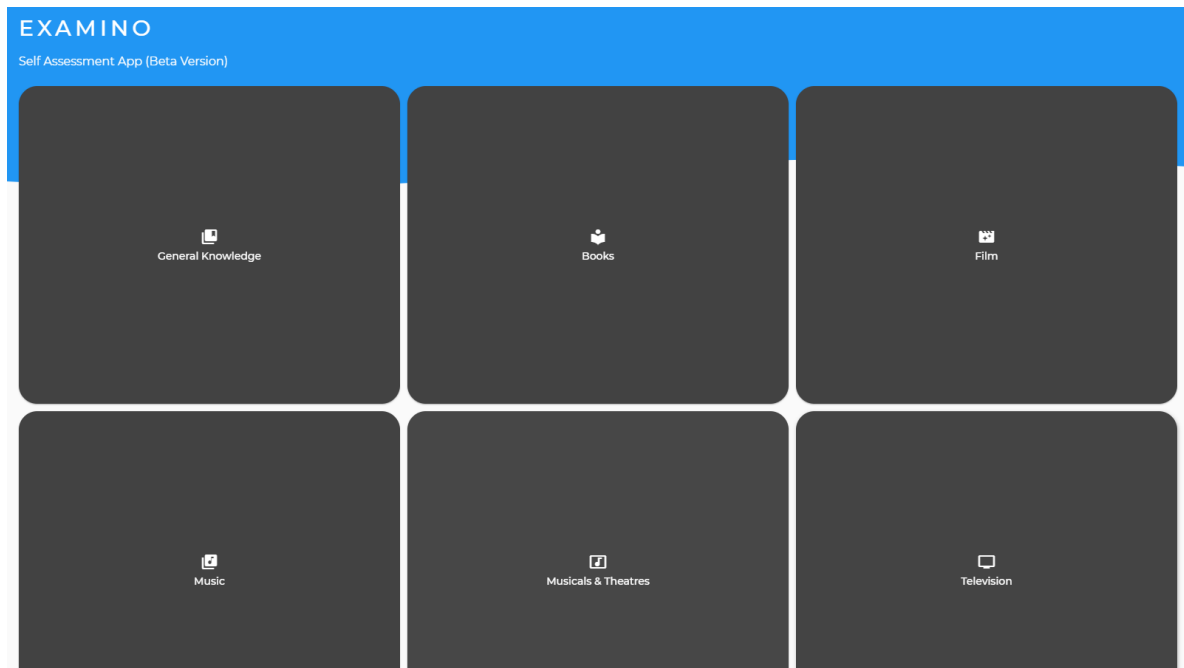 EXAMINO
Self Assessment App (Beta Version)
General Knowledge
Books
Film
Music
Musicals & Theatres
Television